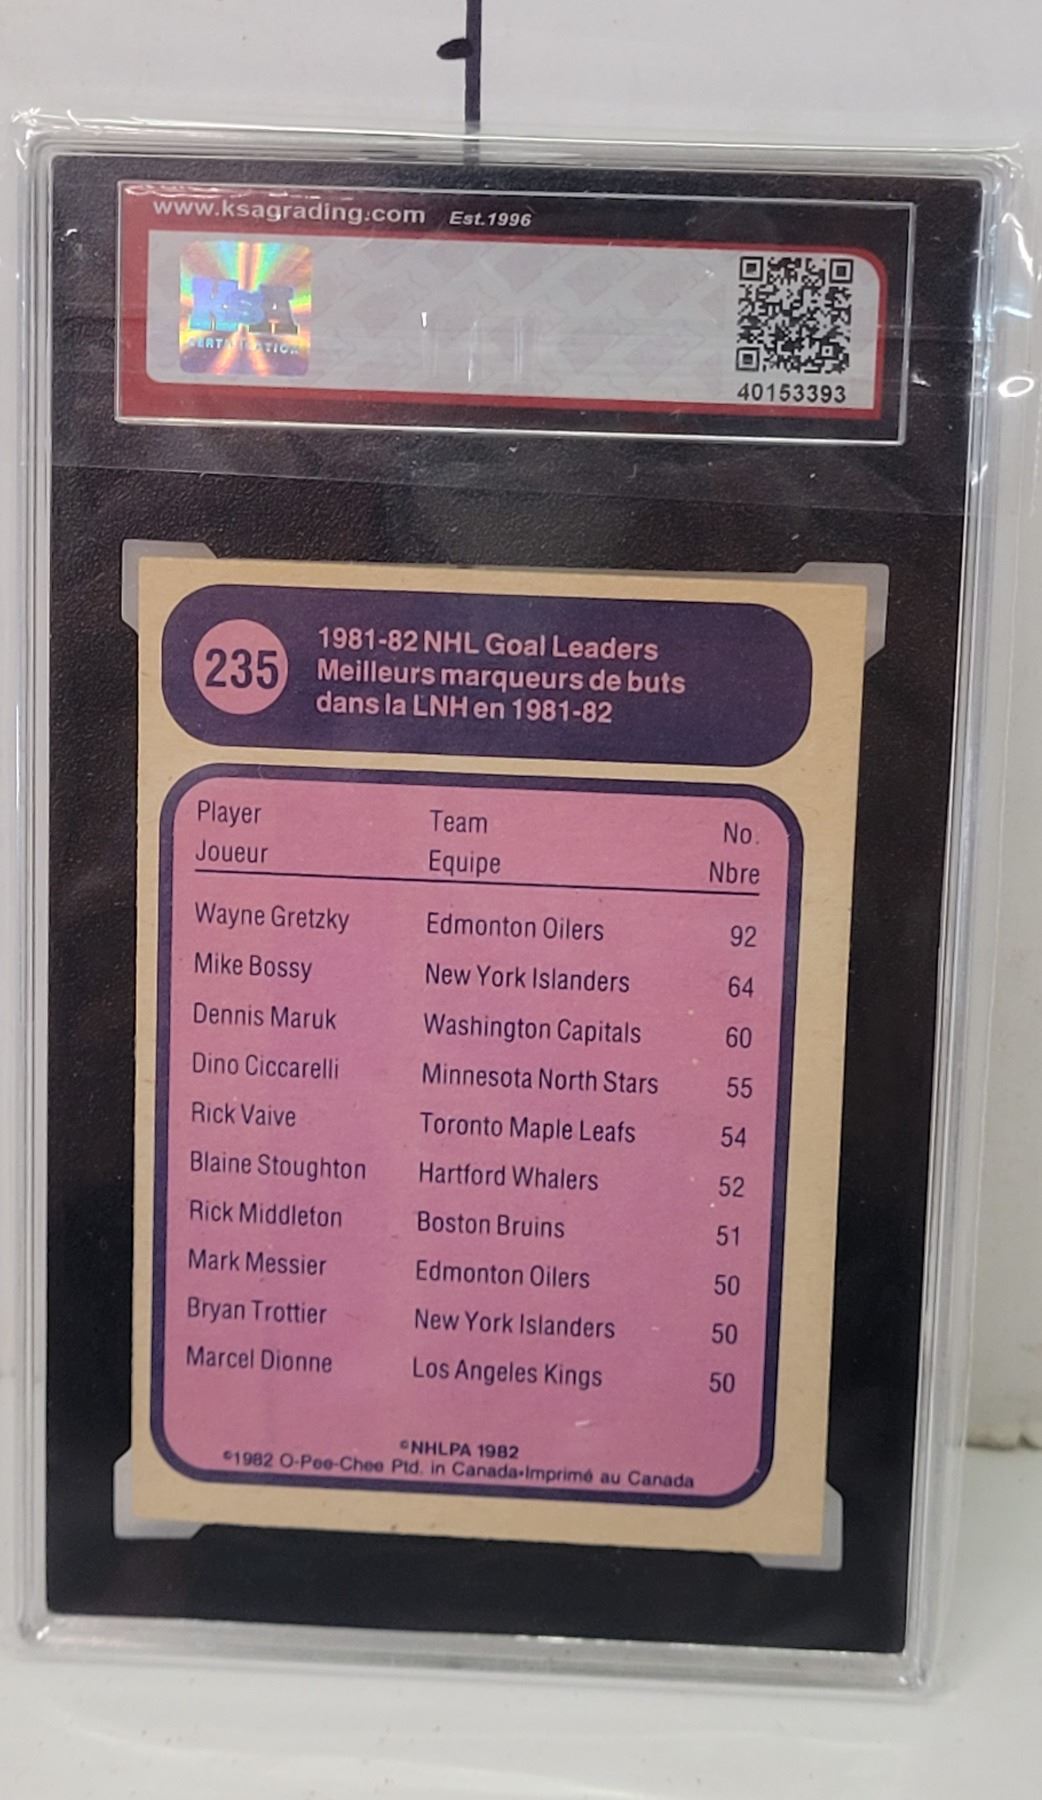 www.ksagrading.com Est.1996
KSA
CERTIFICATION
40153393
235
1981-82 NHL Goal Leaders
Meilleurs marqueurs de buts
dans la LNH en 1981-82
Player Team No.
Joueur Equipe Nbre
Wayne Gretzky Edmonton Oilers 92
Mike Bossy New York Islanders 64
Dennis Maruk Washington Capitals 60
Dino Ciccarelli Minnesota North Stars 55
Rick Vaive Toronto Maple Leafs 54
Blaine Stoughton Hartford Whalers 52
Rick Middleton Boston Bruins 51
Mark Messier Edmonton Oilers 50
Bryan Trottier New York Islanders 50
Marcel Dionne Los Angeles Kings 50
©NHLPA 1982
©1982 O-Pee-Chee Ptd. in Canada•Imprimé au Canada